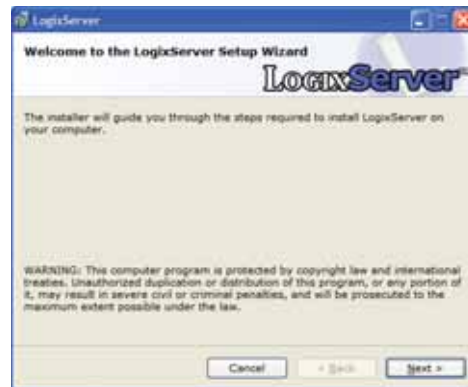 LogixServer
Welcome to the LogixServer Setup Wizard
LOGIXServer
The installer will guide you through the steps required to install LogixServer on
your computer.
WARNING: This computer program is protected by copyright law and international
treaties. Unauthorized duplication or distribution of this program, or any portion of
it, may result in severe civil or criminal penalties, and will be prosecuted to the
maximum extent possible under the law.
Cancel
< Back
Next >